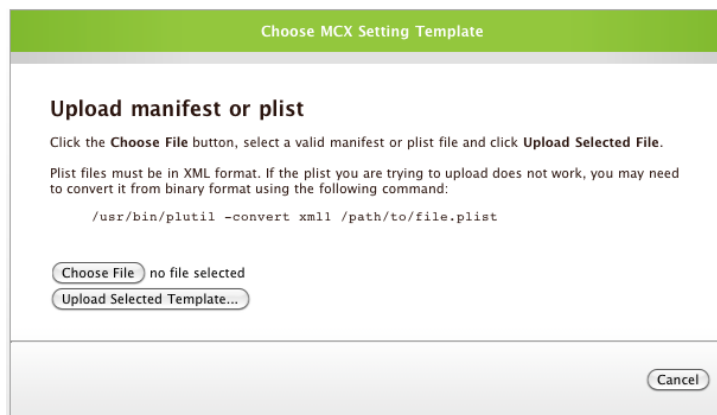 Choose MCX Setting Template
Upload manifest or plist
Click the Choose File button, select a valid manifest or plist file and click Upload Selected File.
Plist files must be in XML format. If the plist you are trying to upload does not work, you may need
to convert it from binary format using the following command:
/usr/bin/plutil -convert xml1 /path/to/file.plist
Choose File no file selected
Upload Selected Template...
Cancel